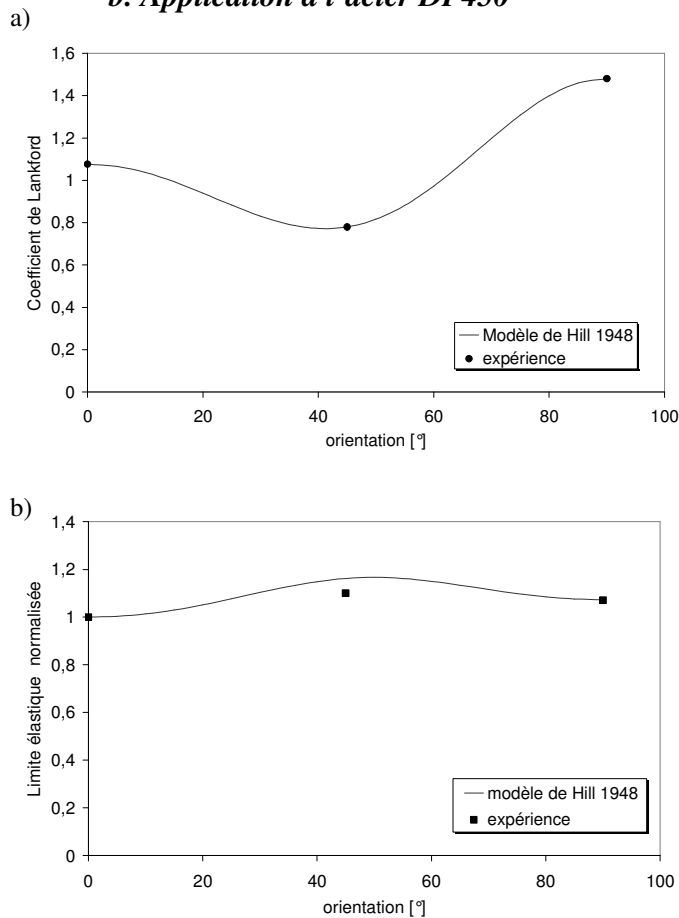 b. Application à l'acier DP450
a)
1,6
1,4
1,2
1
0,8
0,6
0,4
0,2
0
0 20 40 60 80 100
Coefficient de Lankford
orientation [°]
Modèle de Hill 1948
expérience
b)
1,4
1,2
1
0,8
0,6
0,4
0,2
0
0 20 40 60 80 100
Limite élastique normalisée
orientation [°]
modèle de Hill 1948
expérience